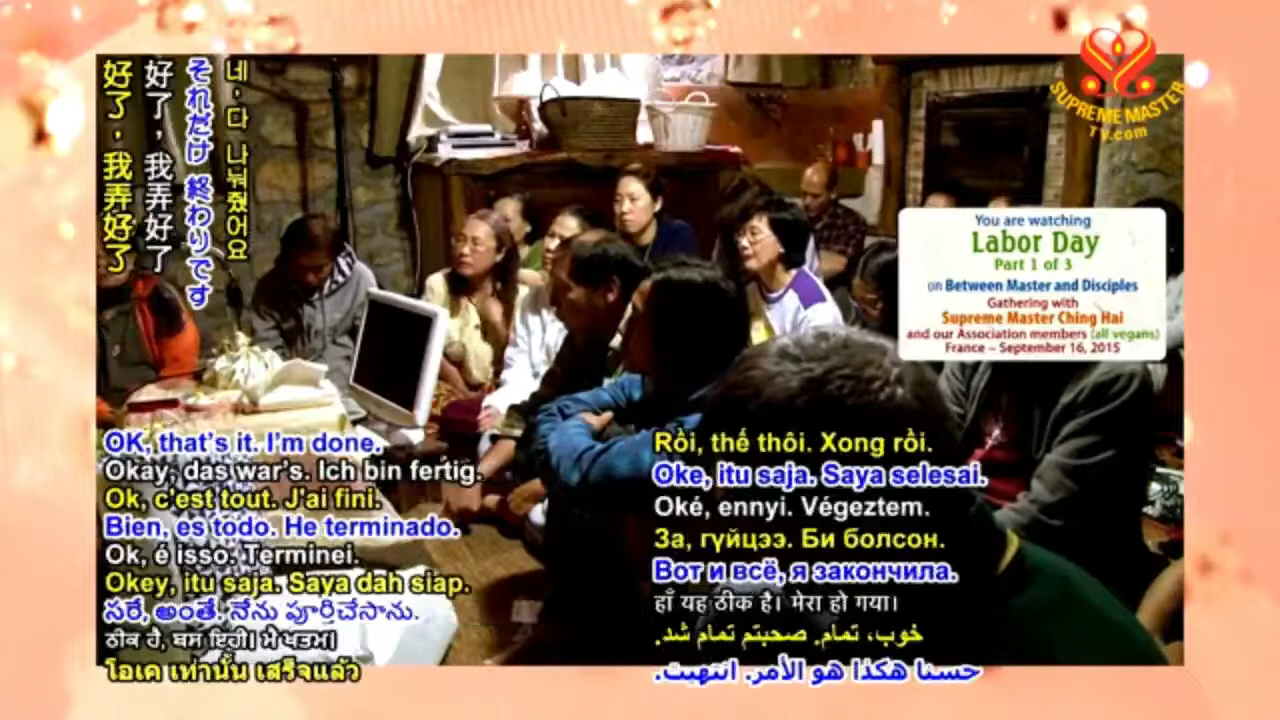 好了，我弄好了
好了，我弄好了
それだけ 終わりです
네，다 나눠줬어요
SUPREME MASTER
TV.com
You are watching
Labor Day
Part 1 of 3
on Between Master and Disciples
Gathering with
Supreme Master Ching Hai
and our Association members (all vegans)
France – September 16, 2015
OK, that's it. I'm done.
Okay, das war's. Ich bin fertig.
Ok, c'est tout. J'ai fini.
Bien, es todo. He terminado.
Ok, é isso. Terminei.
Okey, itu saja. Saya dah siap.
సరే, అంతే. నేను పూర్తిచేసాను.
ਠੀਕ ਹੈ, ਬਸ ਇਹੀ। ਮੈਂ ਖਤਮ।
โอเค เท่านั้น เสร็จแล้ว
Rồi, thế thôi. Xong rồi.
Oke, itu saja. Saya selesai.
Oké, ennyi. Végeztem.
За, гүйцээ. Би болсон.
Вот и всё, я закончила.
हाँ यह ठीक है। मेरा हो गया।
خوب، تمام. صحبتم تمام شد.
حسنا هكذا هو الأمر. انتهيت.